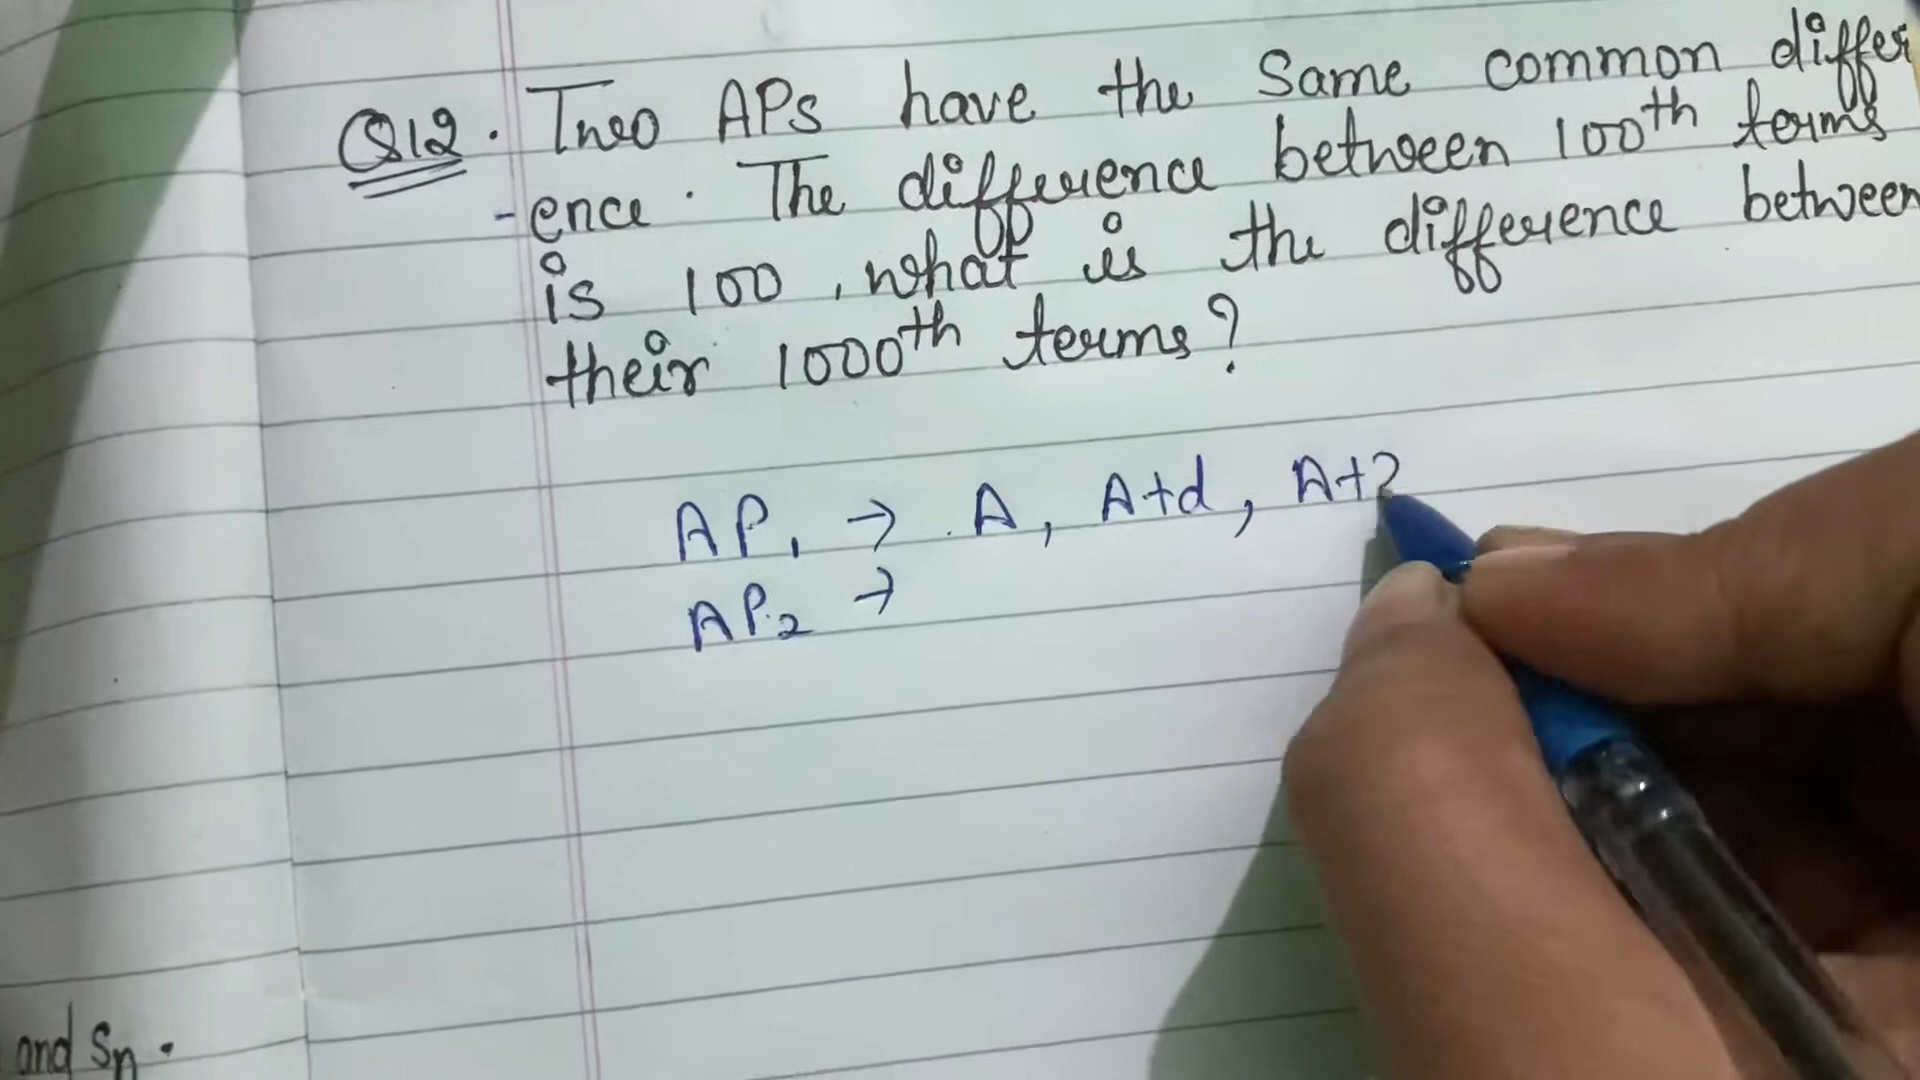 Q12. Two APs have the Same common differ
-ence. The difference between 100th terms
is 100, what is the difference between
their 1000th terms?
AP₁ → A, A+d, A+2
AP₂ →
and Sn.